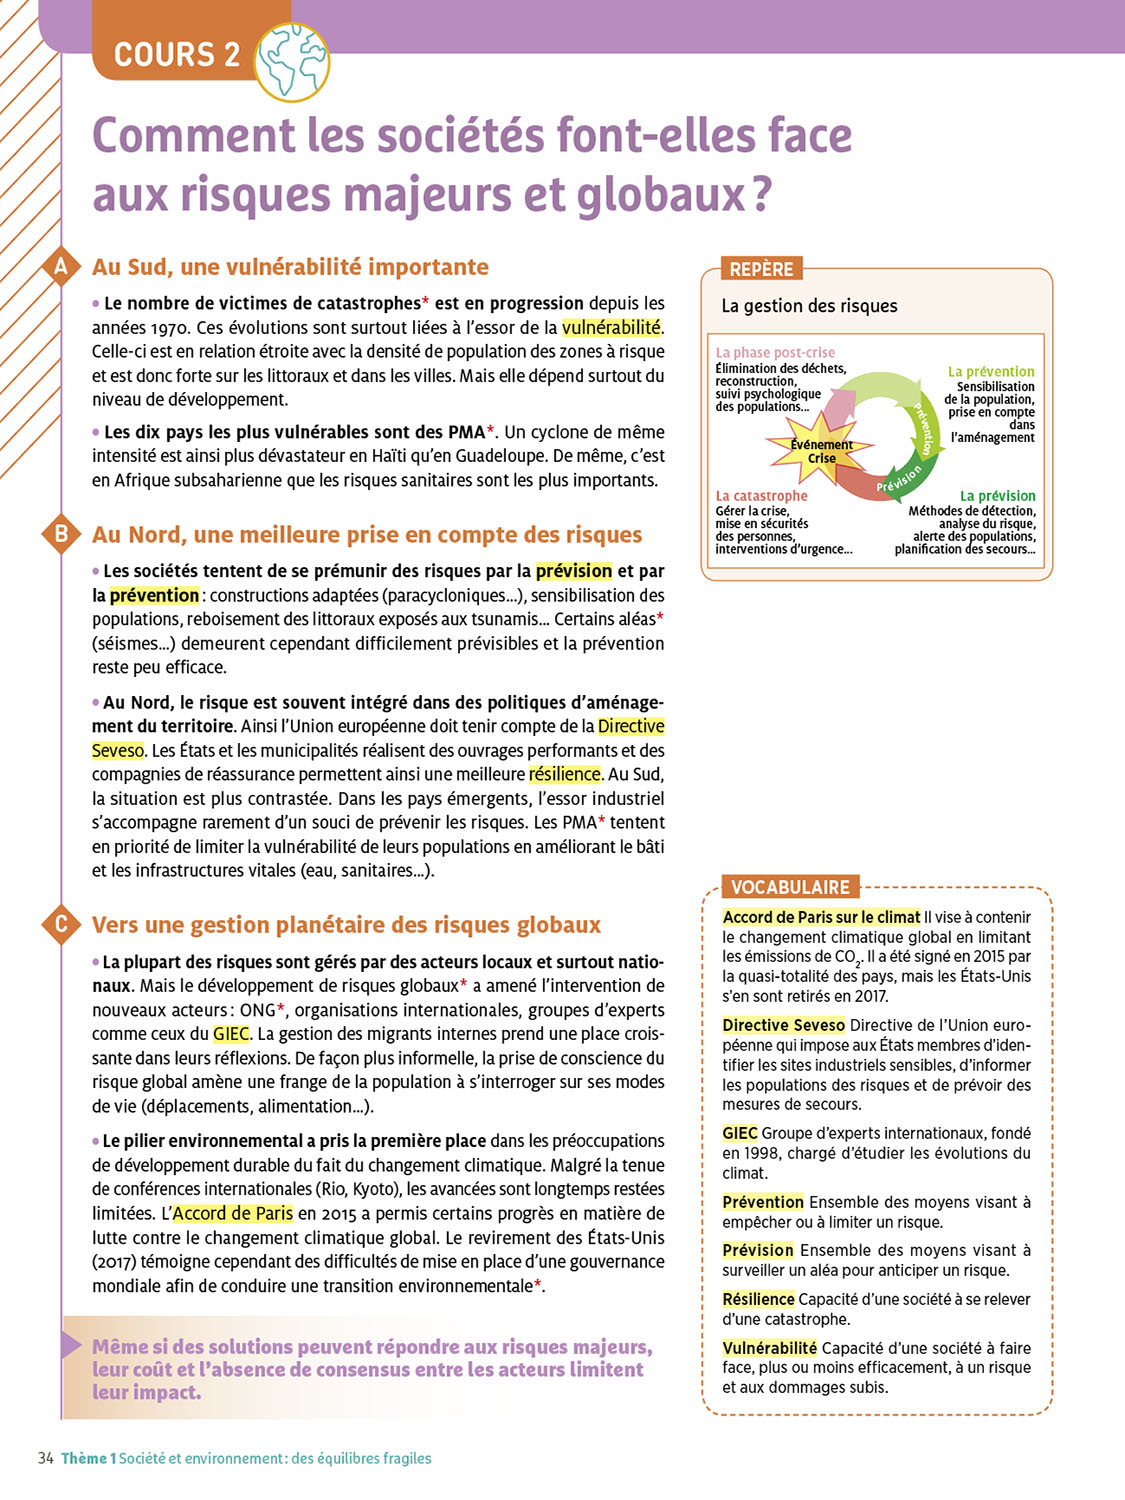 COURS 2
Comment les sociétés font-elles face
aux risques majeurs et globaux ?
A
Au Sud, une vulnérabilité importante
• Le nombre de victimes de catastrophes* est en progression depuis les
années 1970. Ces évolutions sont surtout liées à l'essor de la vulnérabilité.
Celle-ci est en relation étroite avec la densité de population des zones à risque
et est donc forte sur les littoraux et dans les villes. Mais elle dépend surtout du
niveau de développement.
• Les dix pays les plus vulnérables sont des PMA*. Un cyclone de même
intensité est ainsi plus dévastateur en Haïti qu'en Guadeloupe. De même, c'est
en Afrique subsaharienne que les risques sanitaires sont les plus importants.
B
Au Nord, une meilleure prise en compte des risques
• Les sociétés tentent de se prémunir des risques par la prévision et par
la prévention : constructions adaptées (paracycloniques...), sensibilisation des
populations, reboisement des littoraux exposés aux tsunamis... Certains aléas*
(séismes...) demeurent cependant difficilement prévisibles et la prévention
reste peu efficace.
• Au Nord, le risque est souvent intégré dans des politiques d'aménage-
ment du territoire. Ainsi l'Union européenne doit tenir compte de la Directive
Seveso. Les États et les municipalités réalisent des ouvrages performants et des
compagnies de réassurance permettent ainsi une meilleure résilience. Au Sud,
la situation est plus contrastée. Dans les pays émergents, l'essor industriel
s'accompagne rarement d'un souci de prévenir les risques. Les PMA* tentent
en priorité de limiter la vulnérabilité de leurs populations en améliorant le bâti
et les infrastructures vitales (eau, sanitaires...).
C
Vers une gestion planétaire des risques globaux
• La plupart des risques sont gérés par des acteurs locaux et surtout natio-
naux. Mais le développement de risques globaux* a amené l'intervention de
nouveaux acteurs : ONG*, organisations internationales, groupes d'experts
comme ceux du GIEC. La gestion des migrants internes prend une place crois-
sante dans leurs réflexions. De façon plus informelle, la prise de conscience du
risque global amène une frange de la population à s'interroger sur ses modes
de vie (déplacements, alimentation...).
• Le pilier environnemental a pris la première place dans les préoccupations
de développement durable du fait du changement climatique. Malgré la tenue
de conférences internationales (Rio, Kyoto), les avancées sont longtemps restées
limitées. L'Accord de Paris en 2015 a permis certains progrès en matière de
lutte contre le changement climatique global. Le revirement des États-Unis
(2017) témoigne cependant des difficultés de mise en place d'une gouvernance
mondiale afin de conduire une transition environnementale*.
Même si des solutions peuvent répondre aux risques majeurs,
leur coût et l'absence de consensus entre les acteurs limitent
leur impact.
REPÈRE
La gestion des risques
La phase post-crise
Élimination des déchets,
reconstruction,
suivi psychologique
des populations...
La prévention
Sensibilisation
de la population,
prise en compte
dans
l'aménagement
Prévention
Événement
Crise
Prévision
La catastrophe
Gérer la crise,
mise en sécurités
des personnes,
interventions d'urgence...
La prévision
Méthodes de détection,
analyse du risque,
alerte des populations,
planification des secours...
VOCABULAIRE
Accord de Paris sur le climat Il vise à contenir
le changement climatique global en limitant
les émissions de CO2. Il a été signé en 2015 par
la quasi-totalité des pays, mais les États-Unis
s'en sont retirés en 2017.
Directive Seveso Directive de l'Union euro-
péenne qui impose aux États membres d'iden-
tifier les sites industriels sensibles, d'informer
les populations des risques et de prévoir des
mesures de secours.
GIEC Groupe d'experts internationaux, fondé
en 1998, chargé d'étudier les évolutions du
climat.
Prévention Ensemble des moyens visant à
empêcher ou à limiter un risque.
Prévision Ensemble des moyens visant à
surveiller un aléa pour anticiper un risque.
Résilience Capacité d'une société à se relever
d'une catastrophe.
Vulnérabilité Capacité d'une société à faire
face, plus ou moins efficacement, à un risque
et aux dommages subis.
34 Thème 1 Société et environnement : des équilibres fragiles